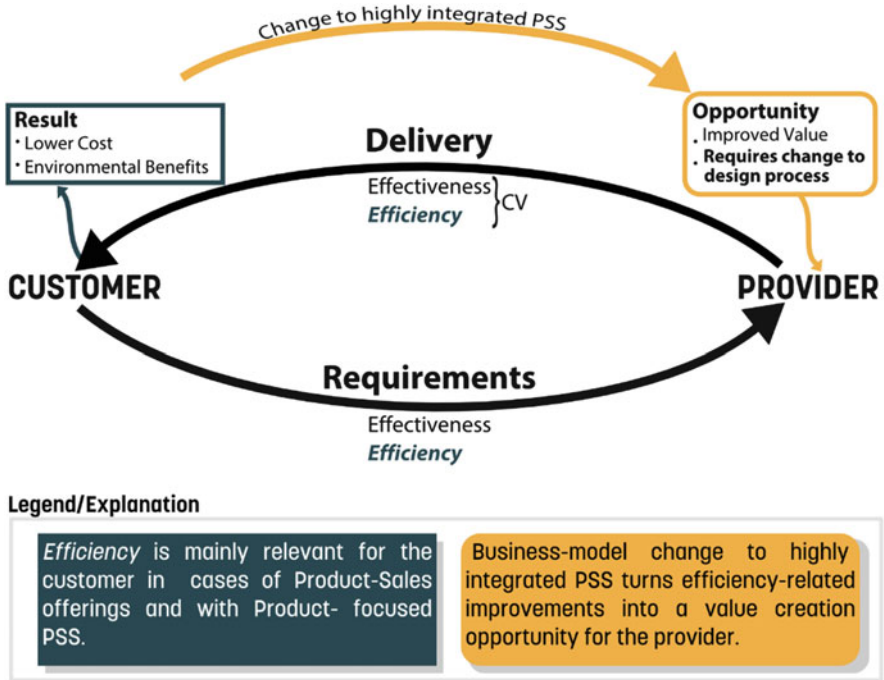 Change to highly integrated PSS
Result
· Lower Cost
· Environmental Benefits
Opportunity
. Improved Value
. Requires change to
design process
Delivery
Effectiveness
Efficiency
}CV
CUSTOMER
PROVIDER
Requirements
Effectiveness
Efficiency
Legend/Explanation
Efficiency is mainly relevant for the
customer in cases of Product-Sales
offerings and with Product- focused
PSS.
Business-model change to highly
integrated PSS turns efficiency-related
improvements into a value creation
opportunity for the provider.